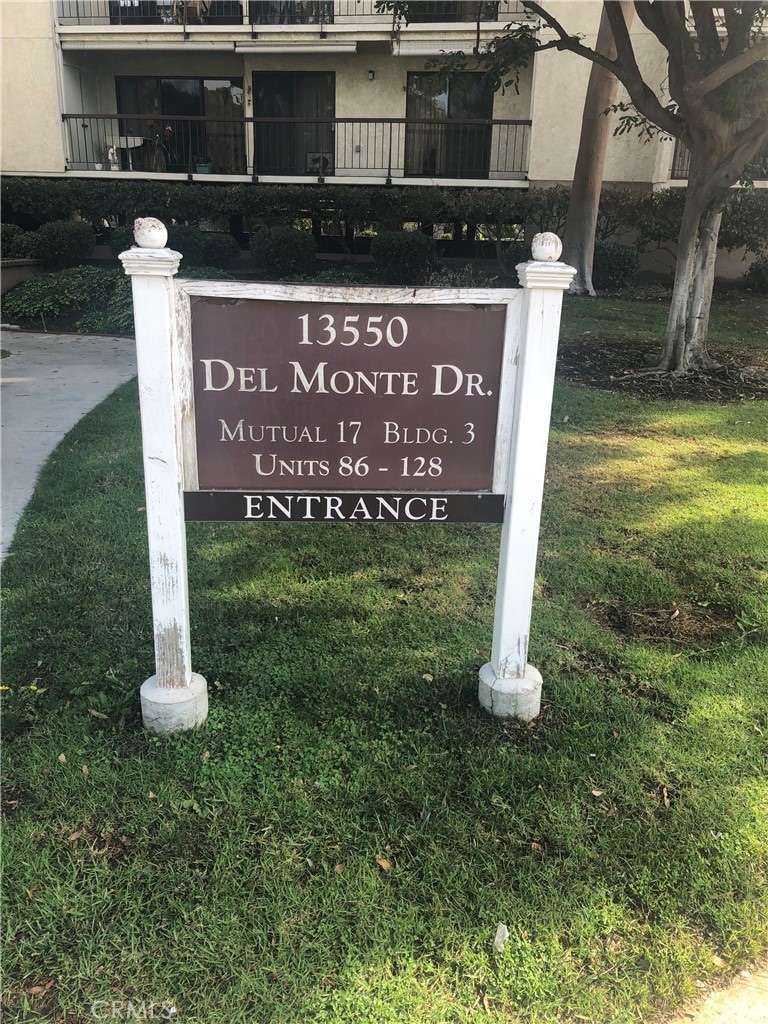 13550
DEL MONTE DR.
MUTUAL 17 BLDG. 3
UNITS 86 - 128
ENTRANCE
CRMLS